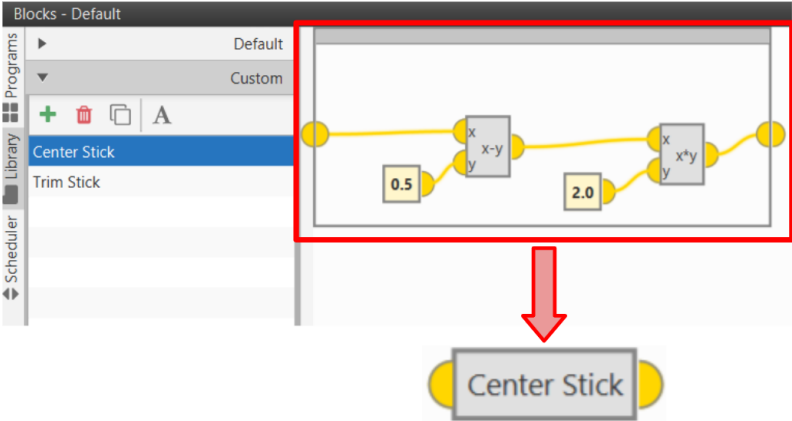 Blocks - Default
Programs
Library
Scheduler
Default
Custom
A
Center Stick
Trim Stick
x
y
x-y
0.5
x
y
x*y
2.0
Center Stick